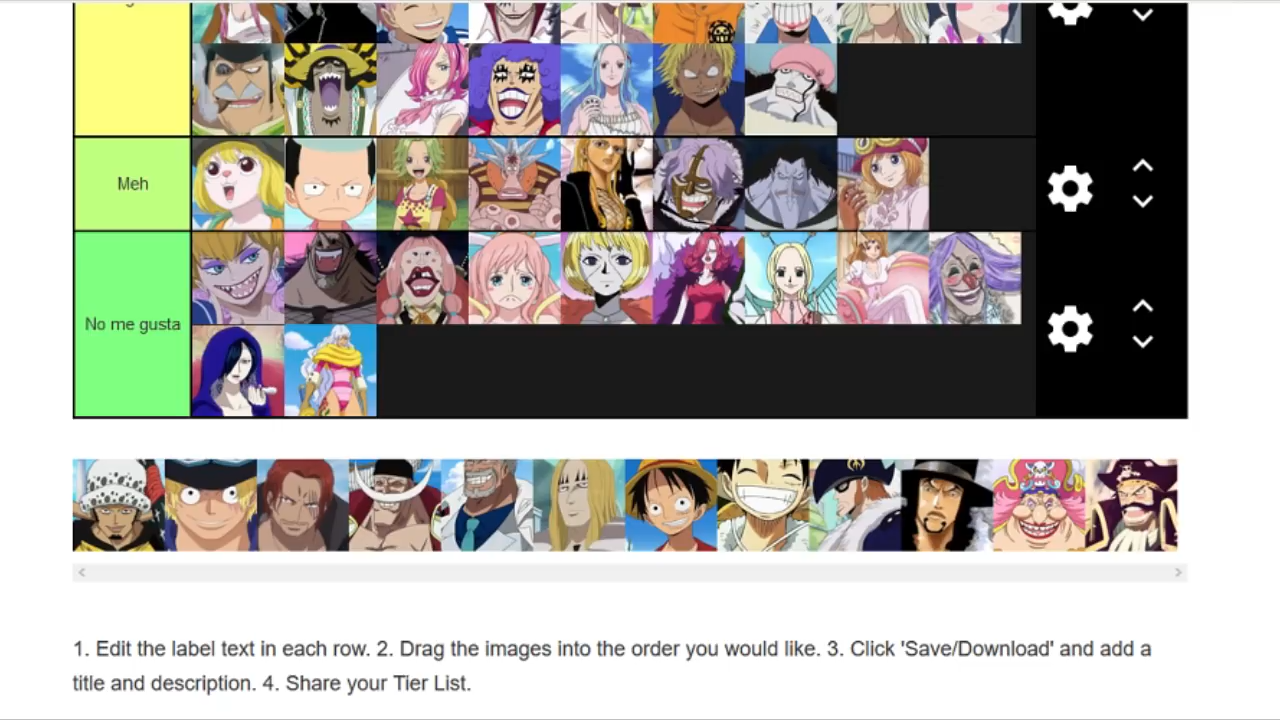 Meh
No me gusta
1. Edit the label text in each row. 2. Drag the images into the order you would like. 3. Click 'Save/Download' and add a
title and description. 4. Share your Tier List.